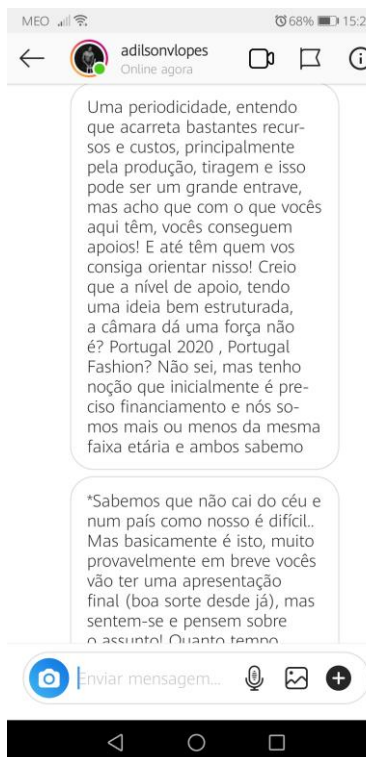 MEO 68% 15:2
adilsonvlopes
Online agora
Uma periodicidade, entendo
que acarreta bastantes recur-
sos e custos, principalmente
pela produção, tiragem e isso
pode ser um grande entrave,
mas acho que com o que vocês
aqui têm, vocês conseguem
apoios! E até têm quem vos
consiga orientar nisso! Creio
que a nível de apoio, tendo
uma ideia bem estruturada,
a câmara dá uma força não
é? Portugal 2020 , Portugal
Fashion? Não sei, mas tenho
noção que inicialmente é pre-
ciso financiamento e nós so-
mos mais ou menos da mesma
faixa etária e ambos sabemo
*Sabemos que não cai do céu e
num país como nosso é difícil..
Mas basicamente é isto, muito
provavelmente em breve vocês
vão ter uma apresentação
final (boa sorte desde já), mas
sentem-se e pensem sobre
o assunto! Quanto tempo
Enviar mensagem...